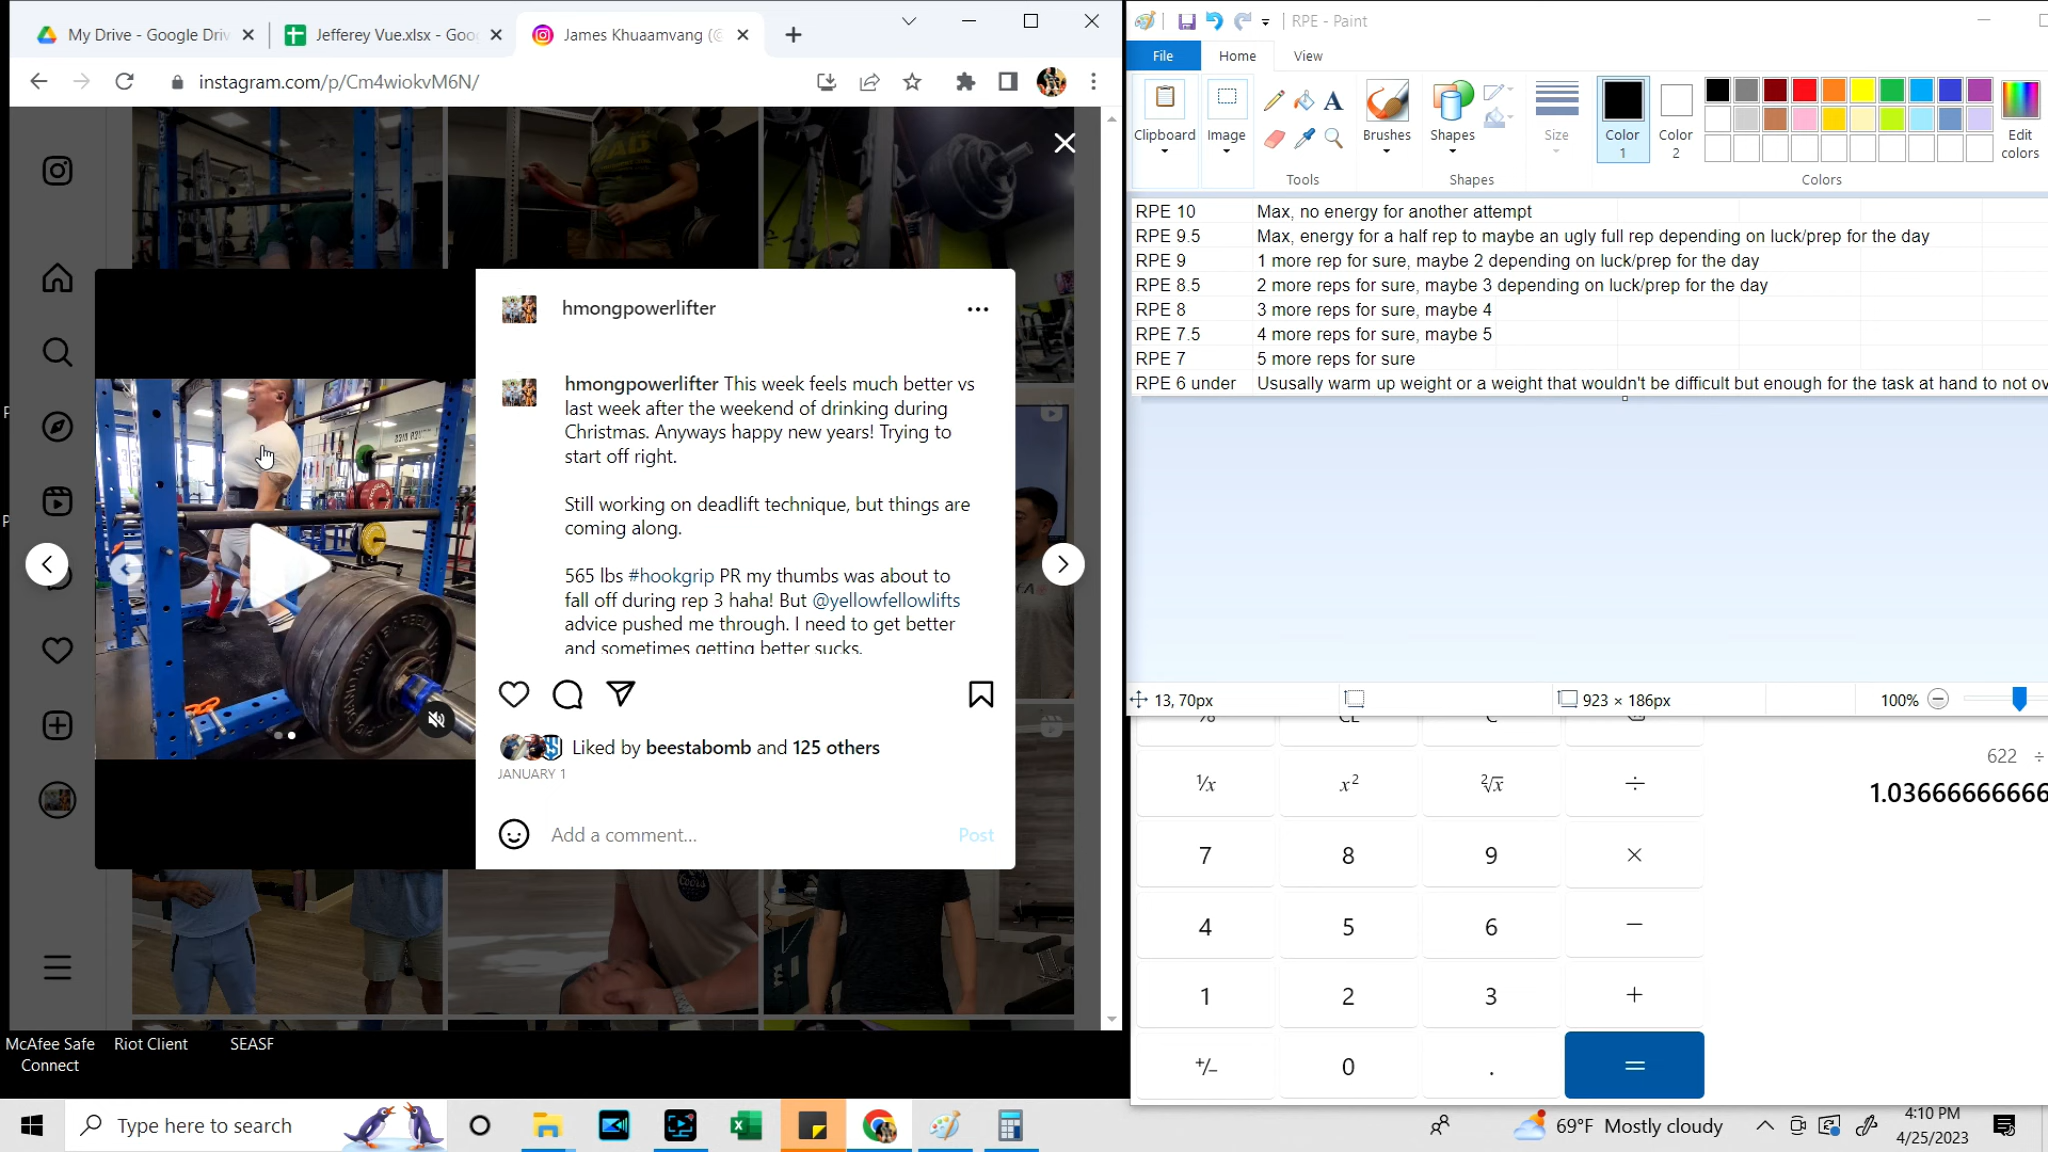 My Drive - Google Driv
Jefferey Vue.xlsx - Goog
James Khuaamvang (@
instagram.com/p/Cm4wiokvM6N/
hmongpowerlifter
hmongpowerlifter This week feels much better vs
last week after the weekend of drinking during
Christmas. Anyways happy new years! Trying to
start off right.
Still working on deadlift technique, but things are
coming along.
565 lbs #hookgrip PR my thumbs was about to
fall off during rep 3 haha! But @yellowfellowlifts
advice pushed me through. I need to get better
and sometimes getting better sucks.
Liked by beestabomb and 125 others
JANUARY 1
Add a comment...
Post
McAfee Safe
Connect
Riot Client
SEASF
RPE - Paint
File
Home
View
Clipboard
Image
Tools
Brushes
Shapes
Shapes
Size
Color
1
Color
2
Edit
colors
Colors
RPE 10 Max, no energy for another attempt
RPE 9.5 Max, energy for a half rep to maybe an ugly full rep depending on luck/prep for the day
RPE 9 1 more rep for sure, maybe 2 depending on luck/prep for the day
RPE 8.5 2 more reps for sure, maybe 3 depending on luck/prep for the day
RPE 8 3 more reps for sure, maybe 4
RPE 7.5 4 more reps for sure, maybe 5
RPE 7 5 more reps for sure
RPE 6 under Ususally warm up weight or a weight that wouldn't be difficult but enough for the task at hand to not ov
13, 70px
923 × 186px
100%
% CE C
622 ÷
1.0366666666
¹/x x² ²√x ÷
7 8 9 ×
4 5 6 −
1 2 3 +
+/− 0 . =
Type here to search
69°F Mostly cloudy
4:10 PM
4/25/2023